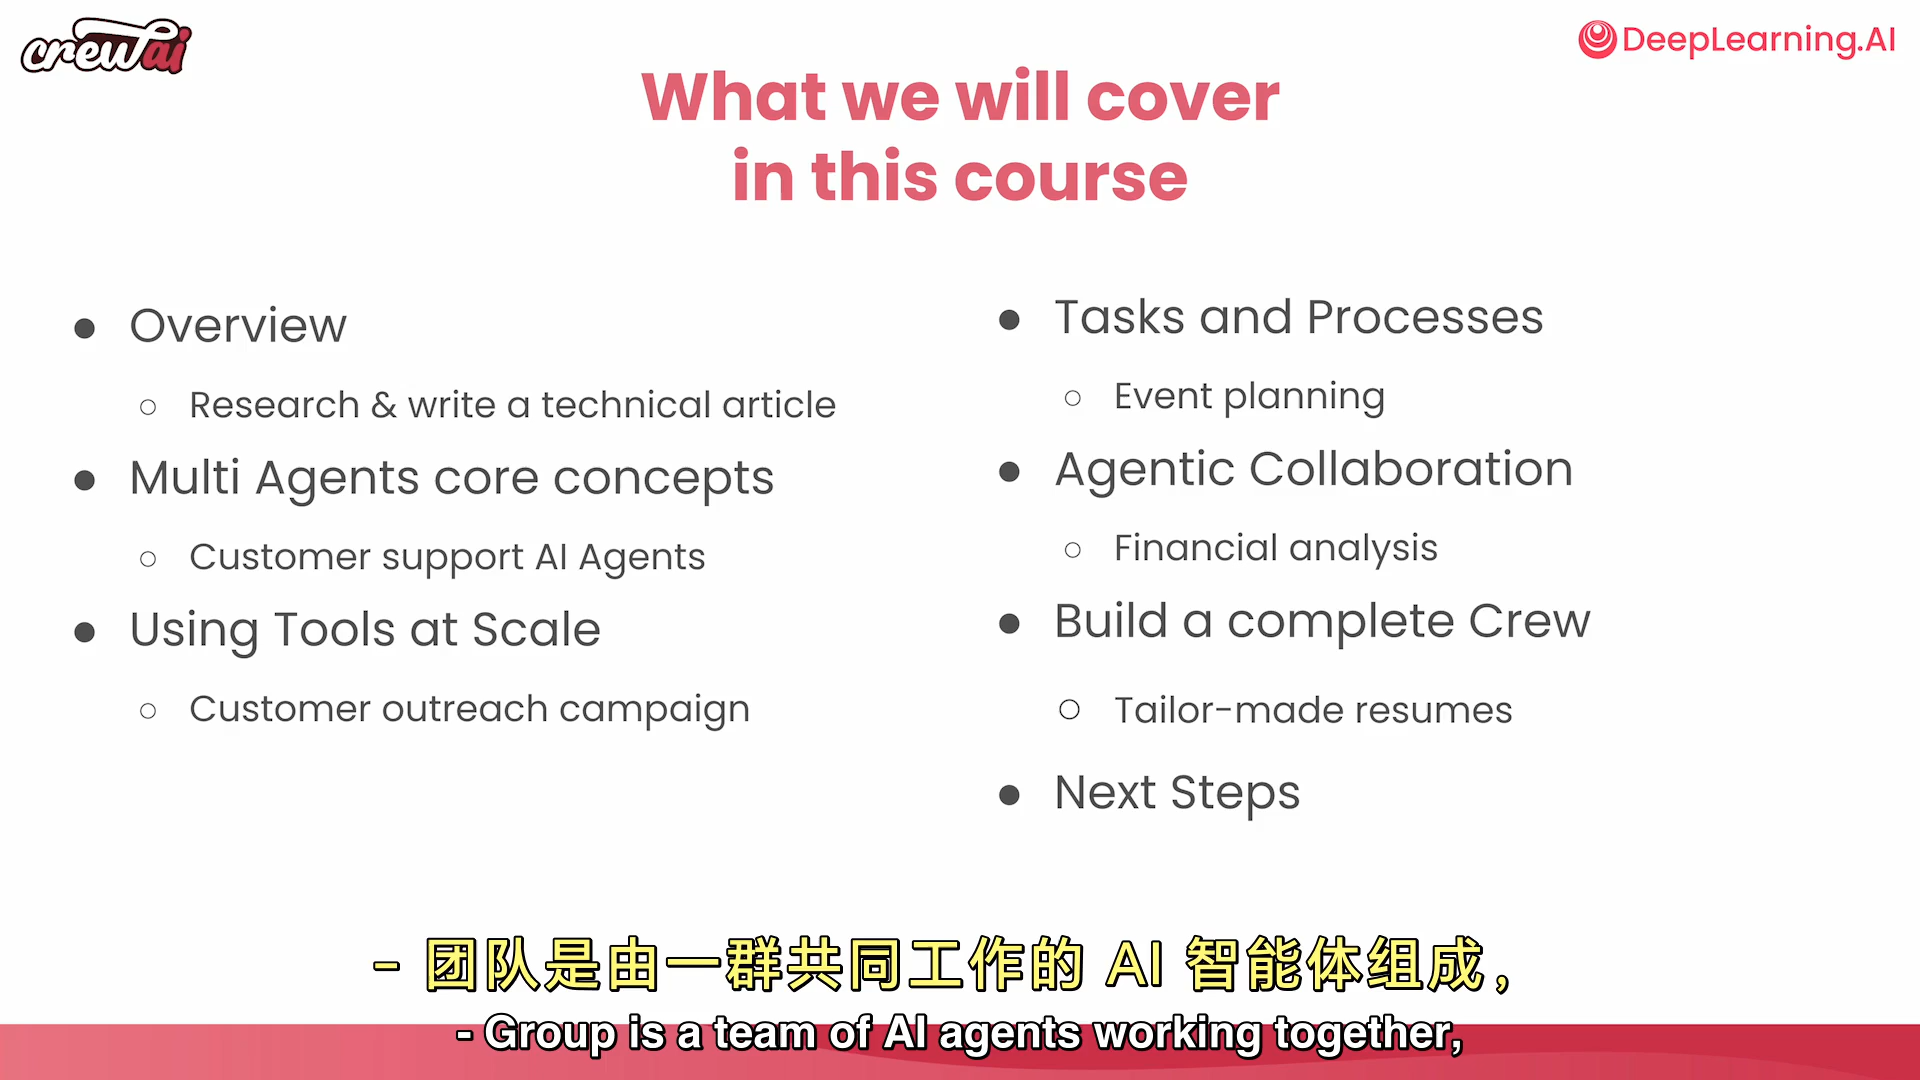 crewai
DeepLearning.AI
What we will cover
in this course
● Overview
○ Research & write a technical article
● Multi Agents core concepts
○ Customer support AI Agents
● Using Tools at Scale
○ Customer outreach campaign
● Tasks and Processes
○ Event planning
● Agentic Collaboration
○ Financial analysis
● Build a complete Crew
○ Tailor-made resumes
● Next Steps
- 团队是由一群共同工作的 AI 智能体组成，
- Group is a team of AI agents working together,